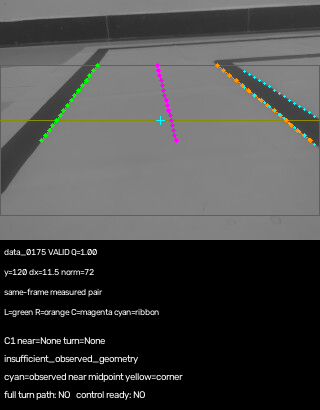 data_0175 VALID Q=1.00
y=120 dx=11.5 norm=72
same-frame measured pair
L=green R=orange C=magenta cyan=ribbon
C1 near=None turn=None
insufficient_observed_geometry
cyan=observed near midpoint yellow=corner
full turn path: NO control ready: NO